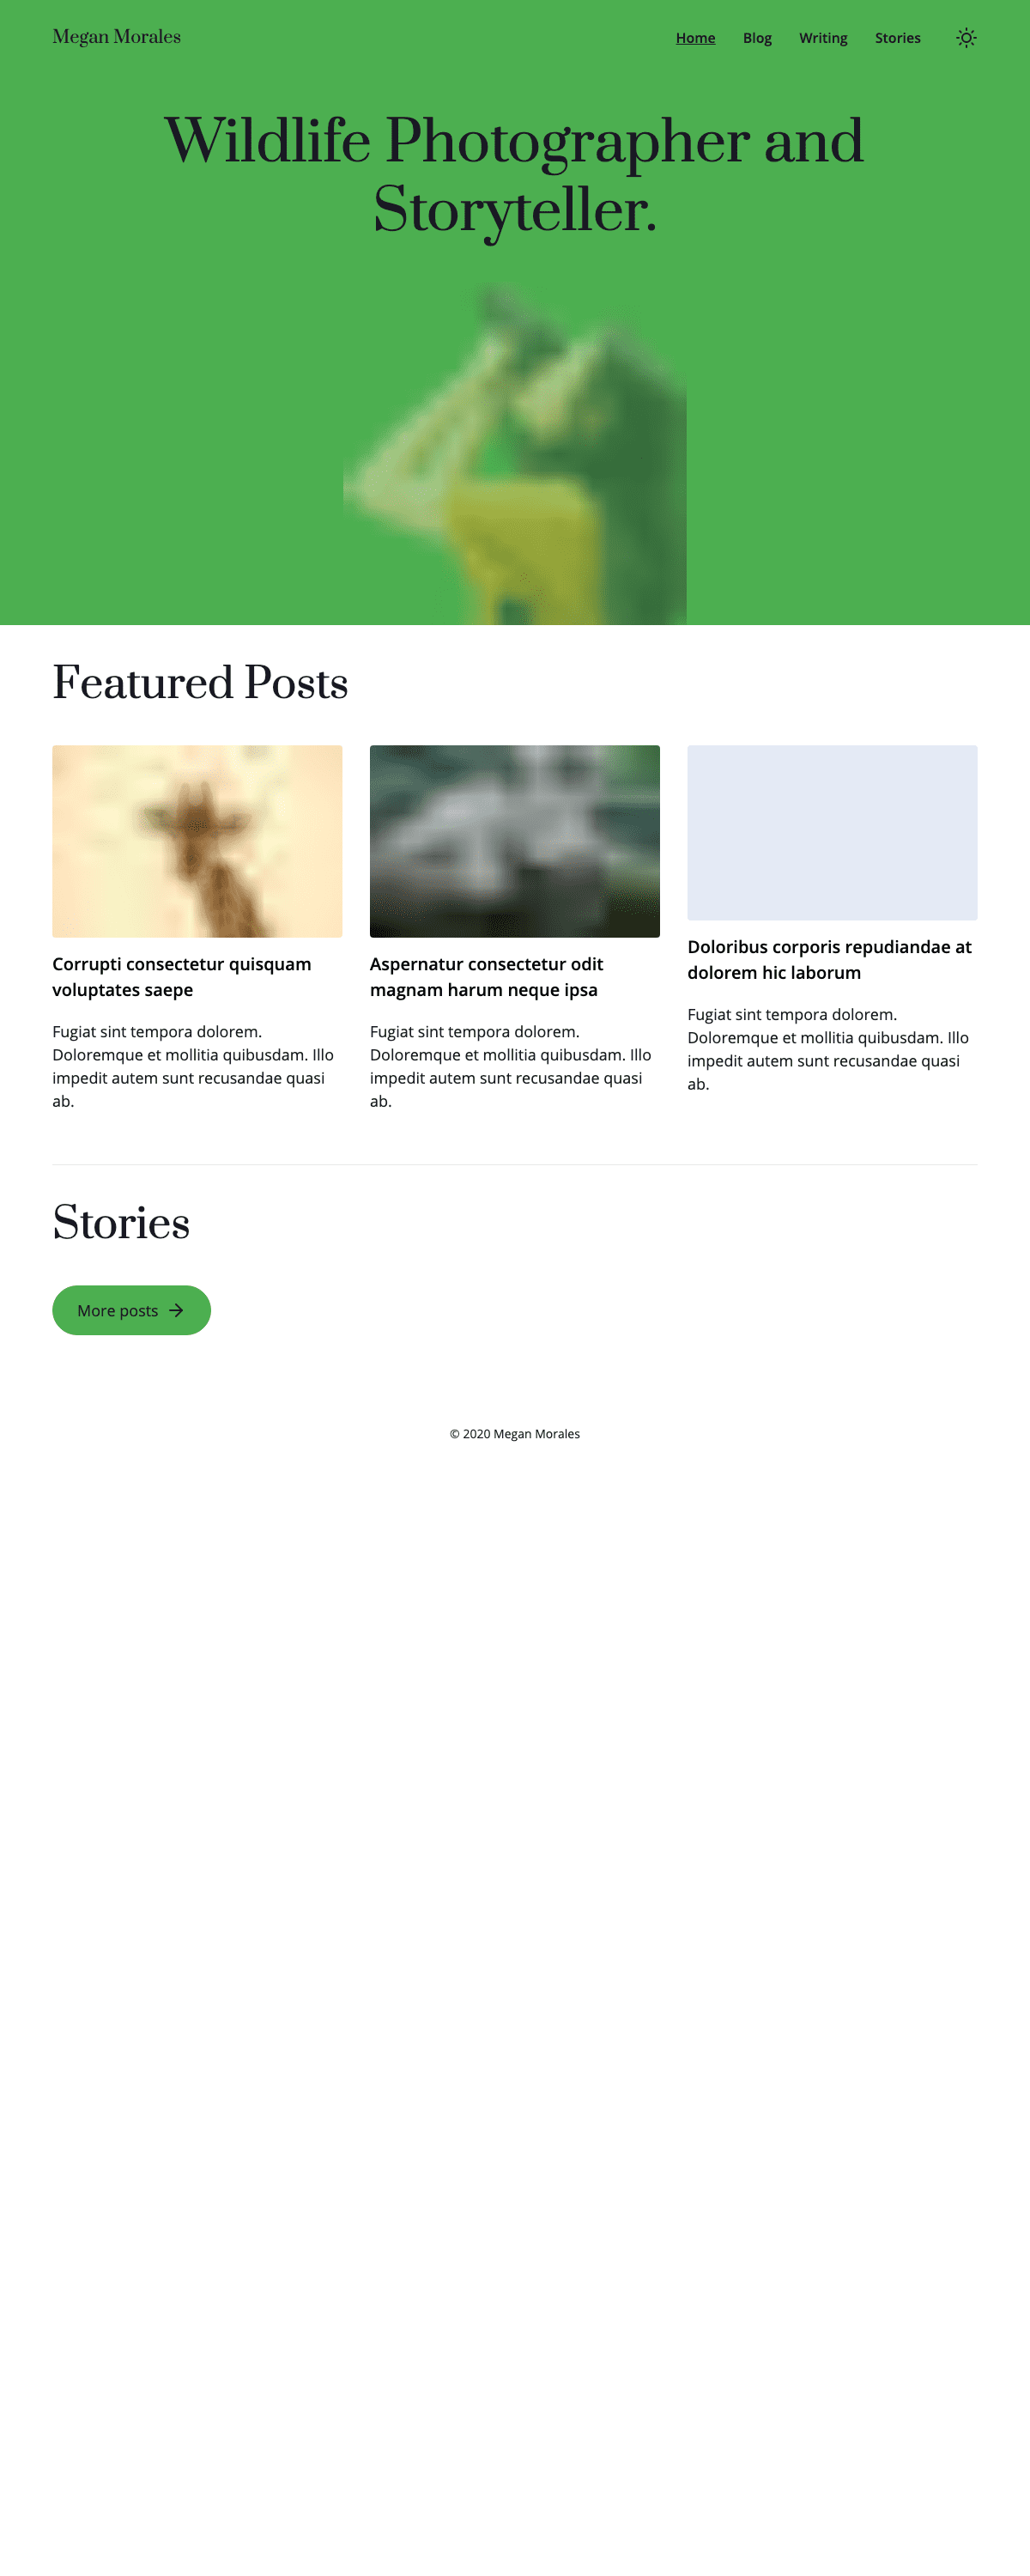 Megan Morales
Home Blog Writing Stories
Wildlife Photographer and
Storyteller.
Featured Posts
Corrupti consectetur quisquam
voluptates saepe
Fugiat sint tempora dolorem.
Doloremque et mollitia quibusdam. Illo
impedit autem sunt recusandae quasi
ab.
Aspernatur consectetur odit
magnam harum neque ipsa
Fugiat sint tempora dolorem.
Doloremque et mollitia quibusdam. Illo
impedit autem sunt recusandae quasi
ab.
Doloribus corporis repudiandae at
dolorem hic laborum
Fugiat sint tempora dolorem.
Doloremque et mollitia quibusdam. Illo
impedit autem sunt recusandae quasi
ab.
Stories
More posts
© 2020 Megan Morales